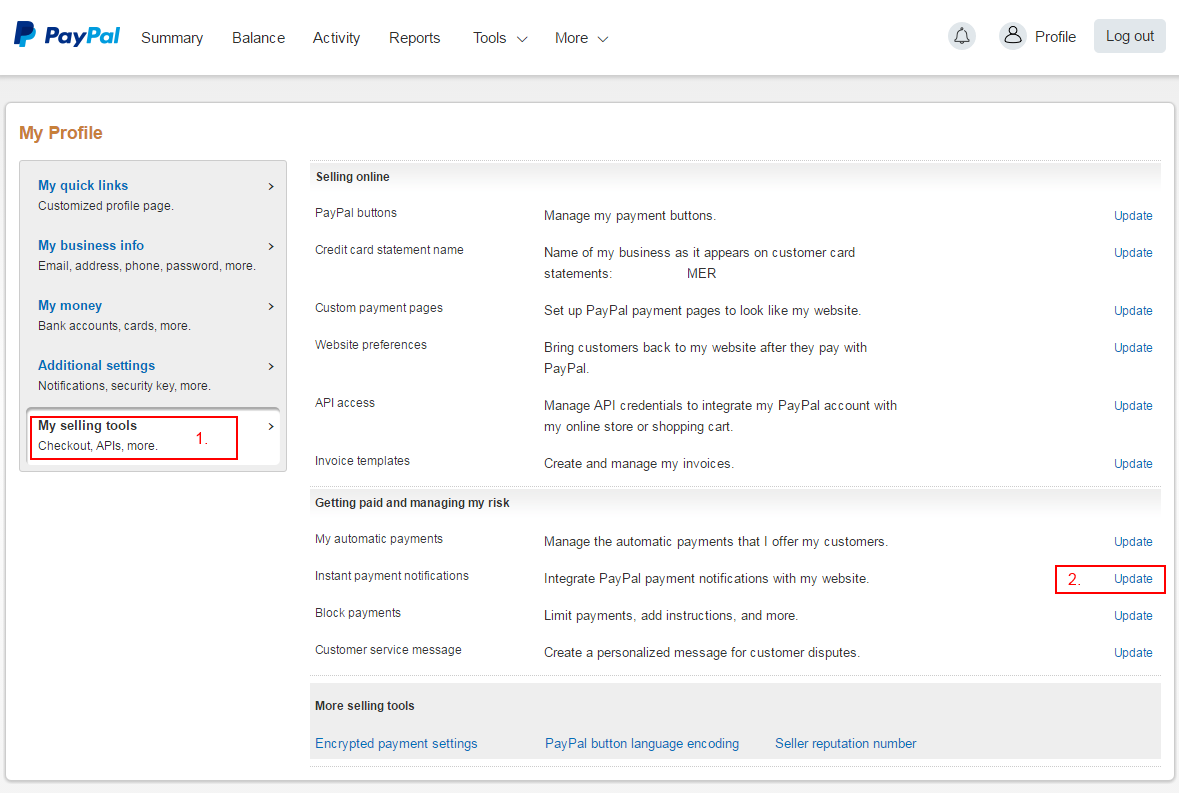 PayPal Summary Balance Activity Reports Tools More Profile Log out
My Profile
My quick links
Customized profile page.
My business info
Email, address, phone, password, more.
My money
Bank accounts, cards, more.
Additional settings
Notifications, security key, more.
My selling tools
Checkout, APIs, more. 1.
Selling online
PayPal buttons Manage my payment buttons. Update
Credit card statement name Name of my business as it appears on customer card Update
statements: MER
Custom payment pages Set up PayPal payment pages to look like my website. Update
Website preferences Bring customers back to my website after they pay with Update
PayPal.
API access Manage API credentials to integrate my PayPal account with Update
my online store or shopping cart.
Invoice templates Create and manage my invoices. Update
Getting paid and managing my risk
My automatic payments Manage the automatic payments that I offer my customers. Update
Instant payment notifications Integrate PayPal payment notifications with my website. 2. Update
Block payments Limit payments, add instructions, and more. Update
Customer service message Create a personalized message for customer disputes. Update
More selling tools
Encrypted payment settings PayPal button language encoding Seller reputation number